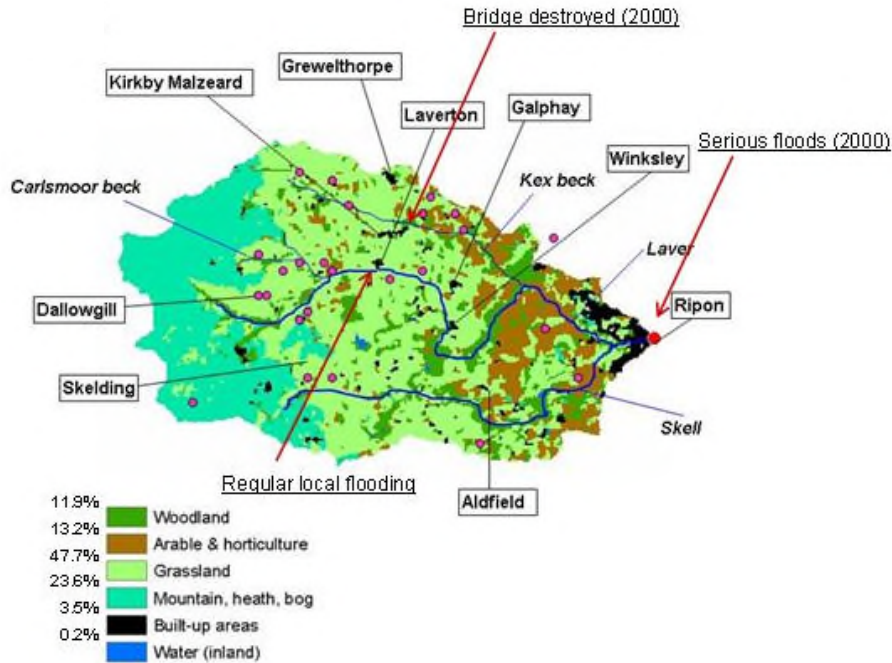 Bridge destroyed (2000)
Grewelthorpe
Kirkby Malzeard
Laverton
Galphay
Serious floods (2000)
Winksley
Carlsmoor beck
Kex beck
Laver
Dallowgill
Ripon
Skelding
Skell
Regular local flooding
Aldfield
11.9% Woodland
13.2% Arable & horticulture
47.7% Grassland
23.6% Mountain, heath, bog
3.5% Built-up areas
0.2% Water (inland)